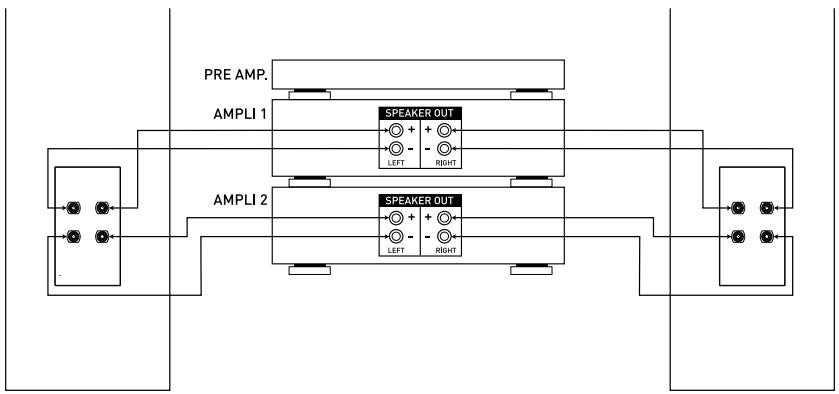 PRE AMP.
AMPLI 1
SPEAKER OUT
+ +
- -
LEFT RIGHT
AMPLI 2
SPEAKER OUT
+ +
- -
LEFT RIGHT